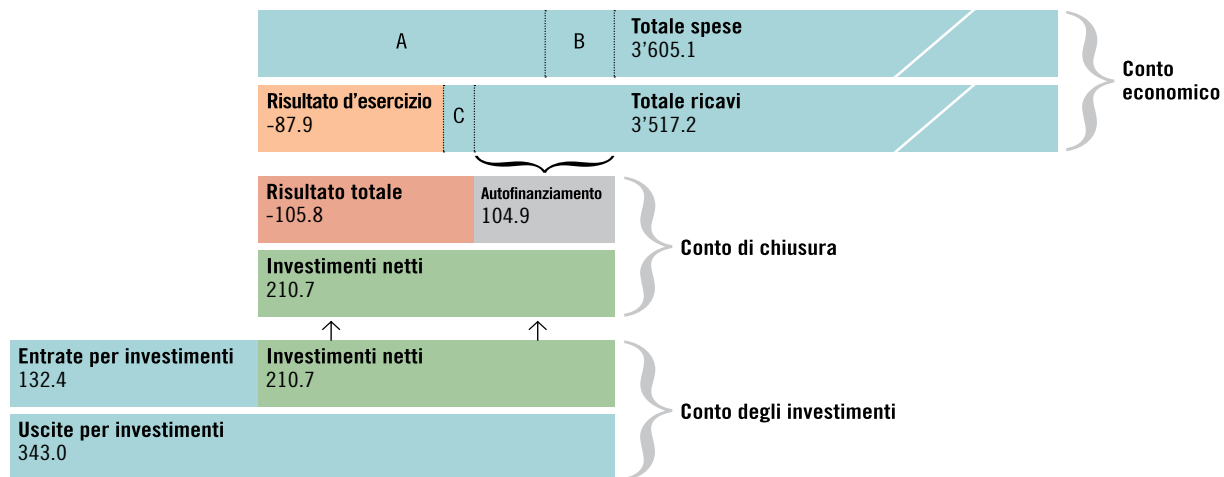 A
B
Totale spese
3’605.1
Risultato d’esercizio
-87.9
C
Totale ricavi
3’517.2
Conto
economico
Risultato totale
-105.8
Autofinanziamento
104.9
Investimenti netti
210.7
Conto di chiusura
Entrate per investimenti
132.4
Investimenti netti
210.7
Uscite per investimenti
343.0
Conto degli investimenti